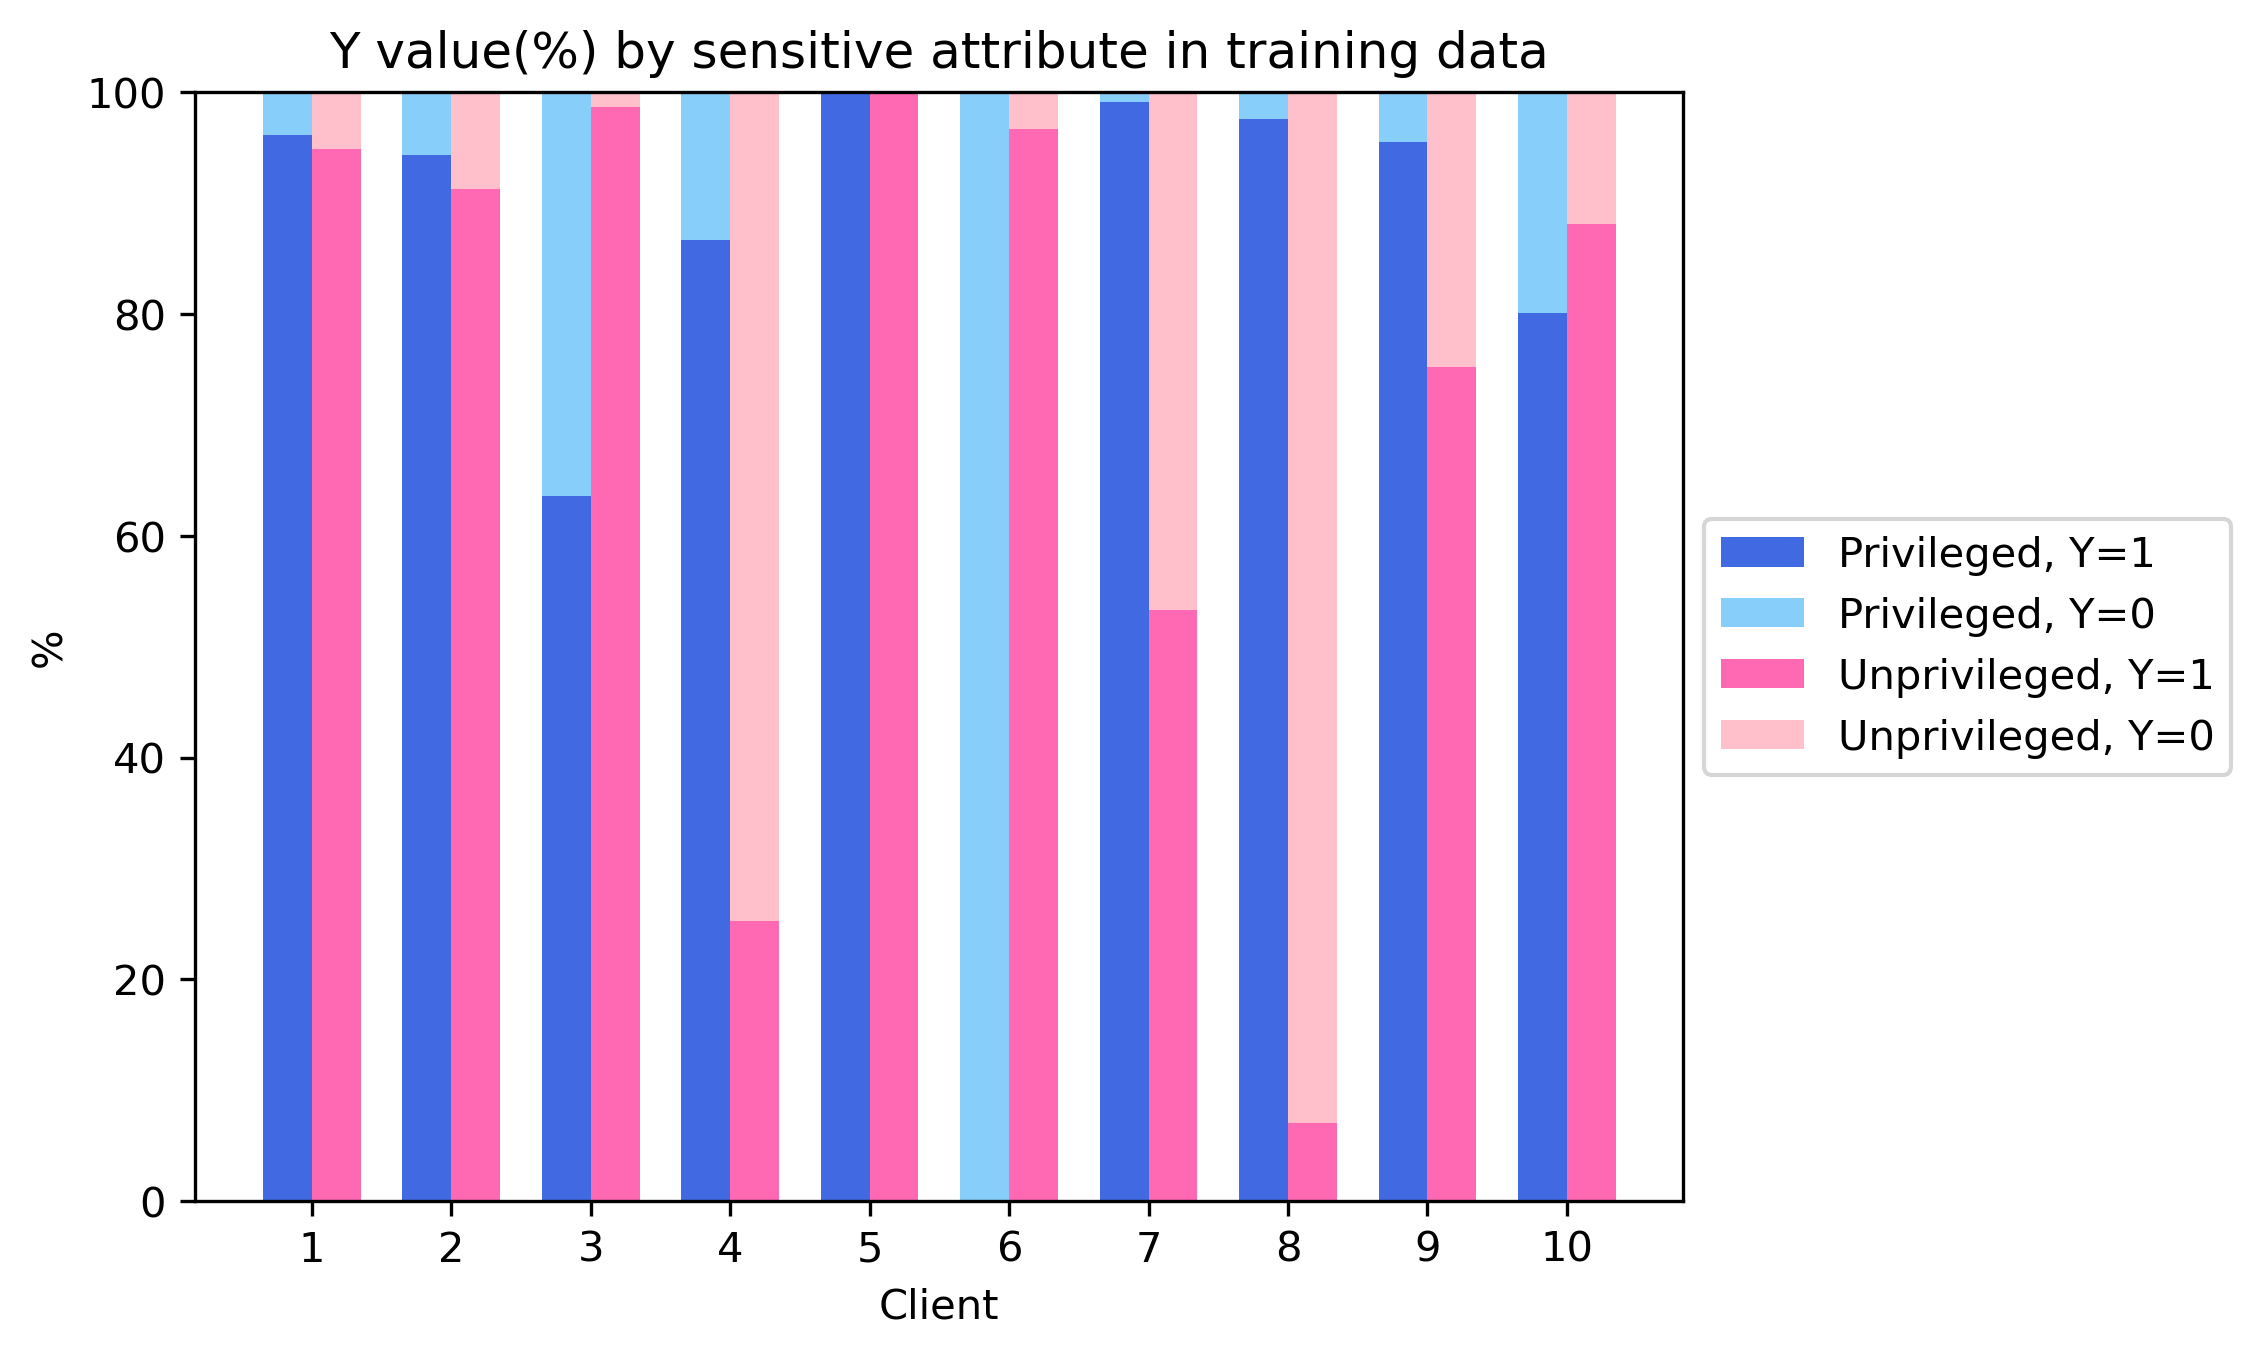 Y value(%) by sensitive attribute in training data
100
80
60
40
20
0
%
1 2 3 4 5 6 7 8 9 10
Client
Privileged, Y=1
Privileged, Y=0
Unprivileged, Y=1
Unprivileged, Y=0